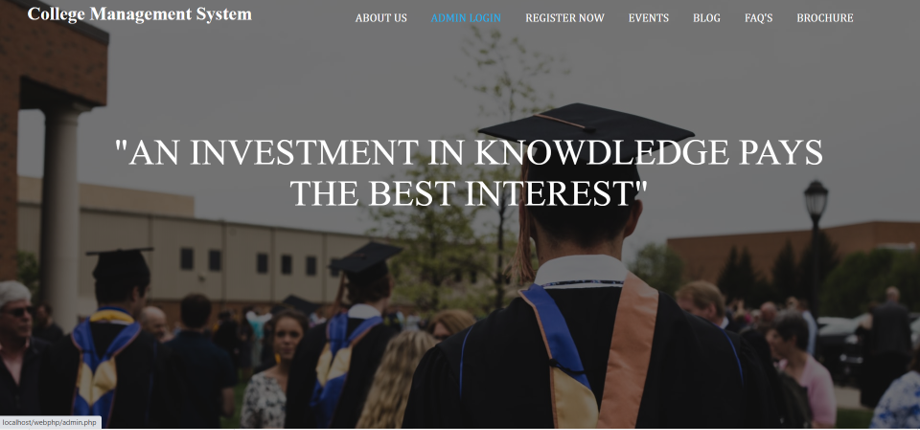 College Management System
ABOUT US ADMIN LOGIN REGISTER NOW EVENTS BLOG FAQ'S BROCHURE
"AN INVESTMENT IN KNOWDLEDGE PAYS
THE BEST INTEREST"
localhost/webphp/admin.php